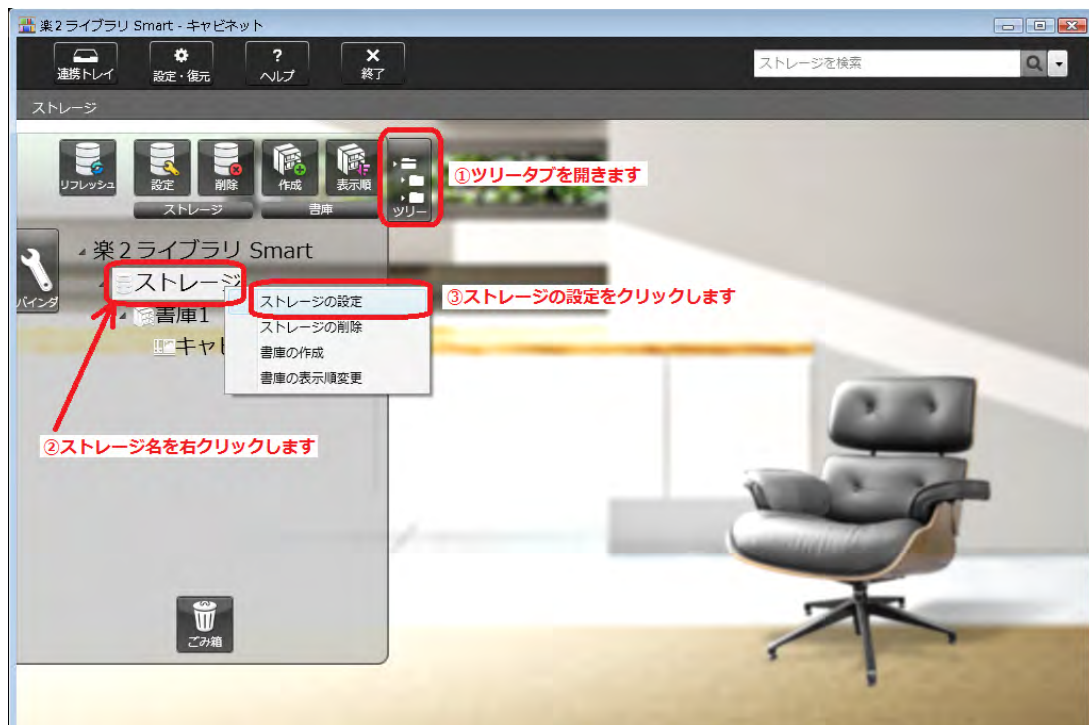 楽2ライブラリ Smart - キャビネット
連携トレイ
設定・復元
?
ヘルプ
終了
ストレージを検索
ストレージ
リフレッシュ
設定
削除
作成
表示順
ストレージ
書庫
ツリー
①ツリータブを開きます
バインダ
楽2ライブラリ Smart
ストレージ
書庫1
キャビ
ストレージの設定
ストレージの削除
書庫の作成
書庫の表示順変更
③ストレージの設定をクリックします
②ストレージ名を右クリックします
ごみ箱